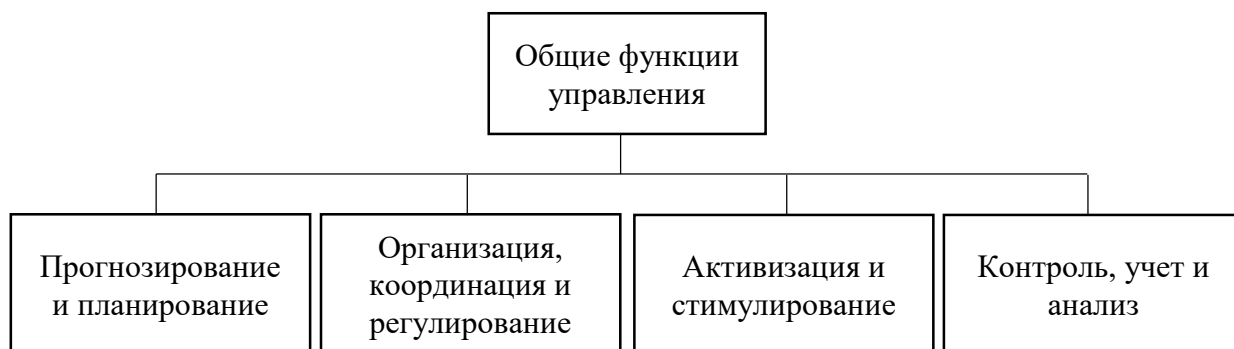 Общие функции
управления
Прогнозирование
и планирование
Организация,
координация и
регулирование
Активизация и
стимулирование
Контроль, учет и
анализ